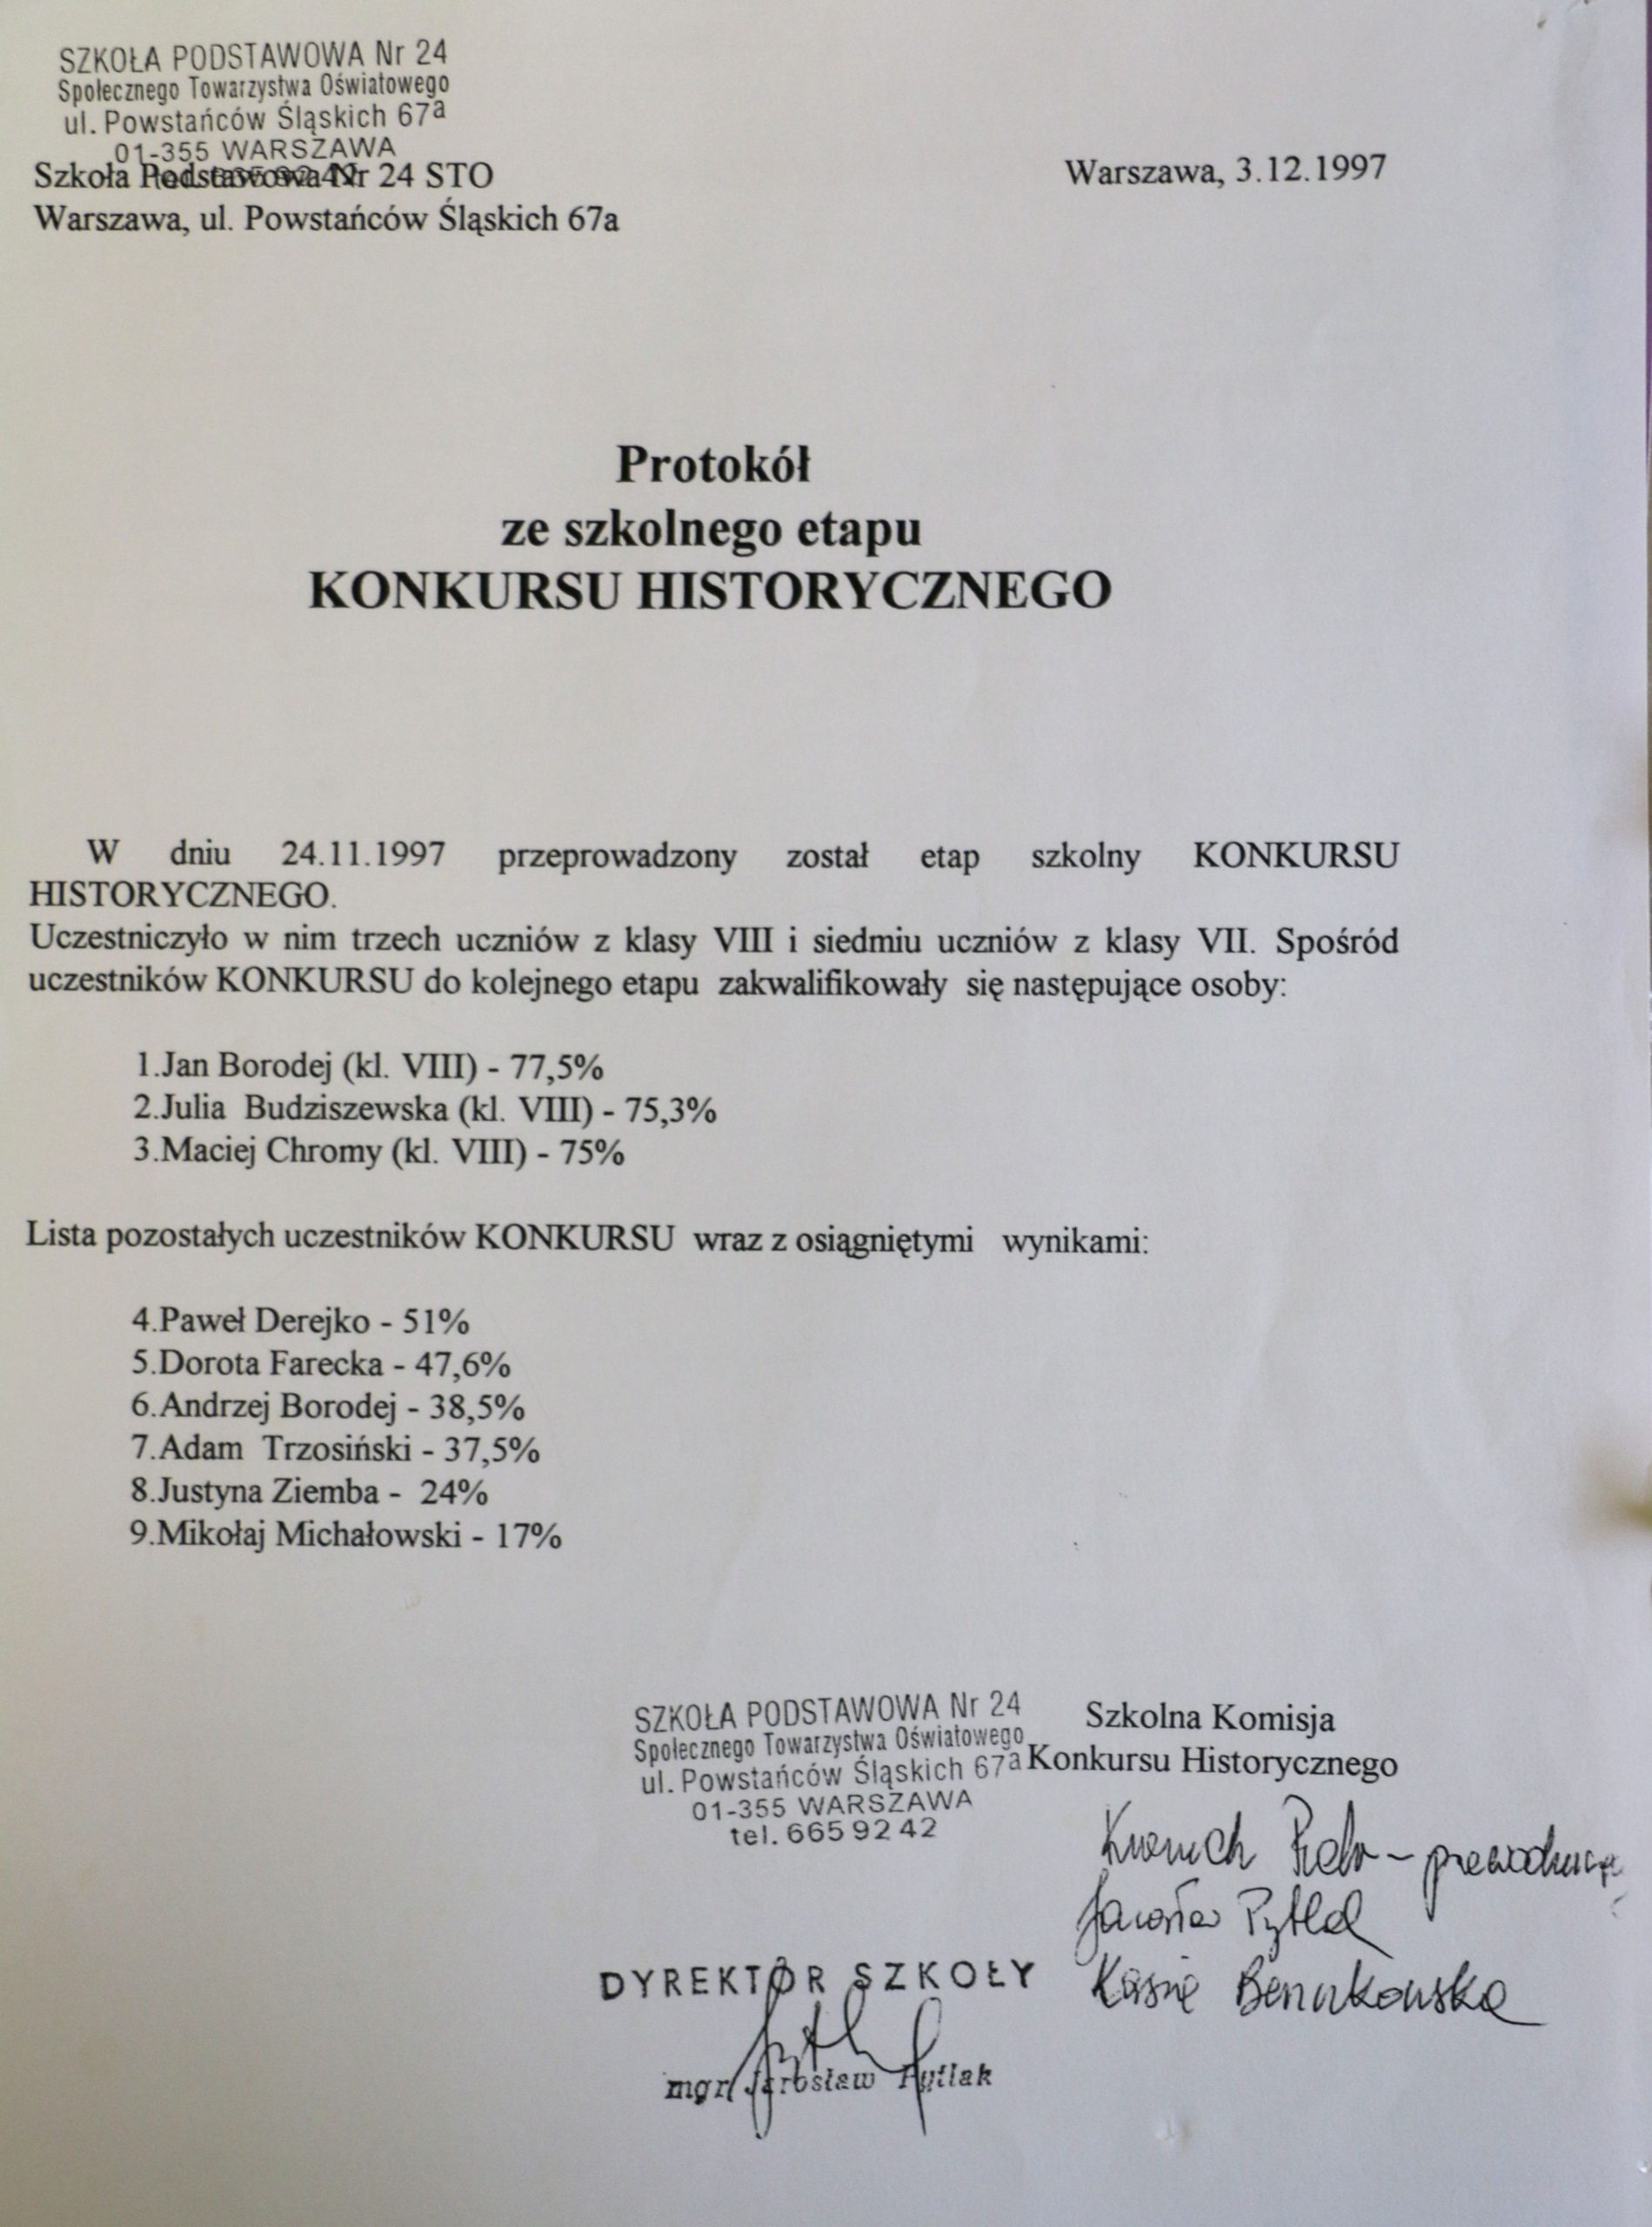 SZKOŁA PODSTAWOWA Nr 24
Społecznego Towarzystwa Oświatowego
ul. Powstańców Śląskich 67a
01-355 WARSZAWA
Szkoła Podstawowa Nr 24 STO
Warszawa, ul. Powstańców Śląskich 67a
Warszawa, 3.12.1997
Protokół
ze szkolnego etapu
KONKURSU HISTORYCZNEGO
W dniu 24.11.1997 przeprowadzony został etap szkolny KONKURSU
HISTORYCZNEGO.
Uczestniczyło w nim trzech uczniów z klasy VIII i siedmiu uczniów z klasy VII. Spośród
uczestników KONKURSU do kolejnego etapu zakwalifikowały się następujące osoby:
1.Jan Borodej (kl. VIII) - 77,5%
2.Julia Budziszewska (kl. VIII) - 75,3%
3.Maciej Chromy (kl. VIII) - 75%
Lista pozostałych uczestników KONKURSU wraz z osiągniętymi wynikami:
4.Paweł Derejko - 51%
5.Dorota Farecka - 47,6%
6.Andrzej Borodej - 38,5%
7.Adam Trzosiński - 37,5%
8.Justyna Ziemba - 24%
9.Mikołaj Michałowski - 17%
SZKOŁA PODSTAWOWA Nr 24
Społecznego Towarzystwa Oświatowego
ul. Powstańców Śląskich 67a
01-355 WARSZAWA
tel. 665 92 42
Szkolna Komisja
Konkursu Historycznego
DYREKTOR SZKOŁY
mgr Jarosław Pytlak